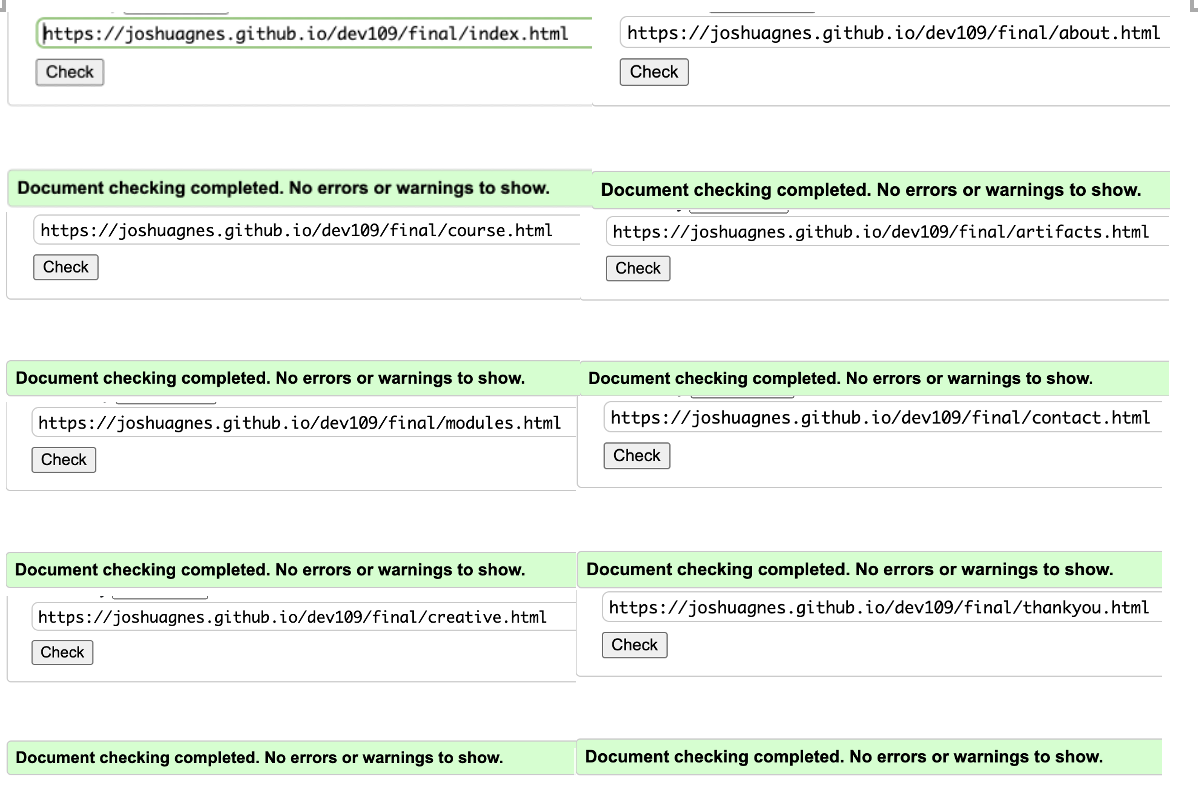 https://joshuagnes.github.io/dev109/final/index.html
Check
Document checking completed. No errors or warnings to show.
https://joshuagnes.github.io/dev109/final/about.html
Check
Document checking completed. No errors or warnings to show.
https://joshuagnes.github.io/dev109/final/course.html
Check
Document checking completed. No errors or warnings to show.
https://joshuagnes.github.io/dev109/final/artifacts.html
Check
Document checking completed. No errors or warnings to show.
https://joshuagnes.github.io/dev109/final/modules.html
Check
Document checking completed. No errors or warnings to show.
https://joshuagnes.github.io/dev109/final/contact.html
Check
Document checking completed. No errors or warnings to show.
https://joshuagnes.github.io/dev109/final/creative.html
Check
Document checking completed. No errors or warnings to show.
https://joshuagnes.github.io/dev109/final/thankyou.html
Check
Document checking completed. No errors or warnings to show.